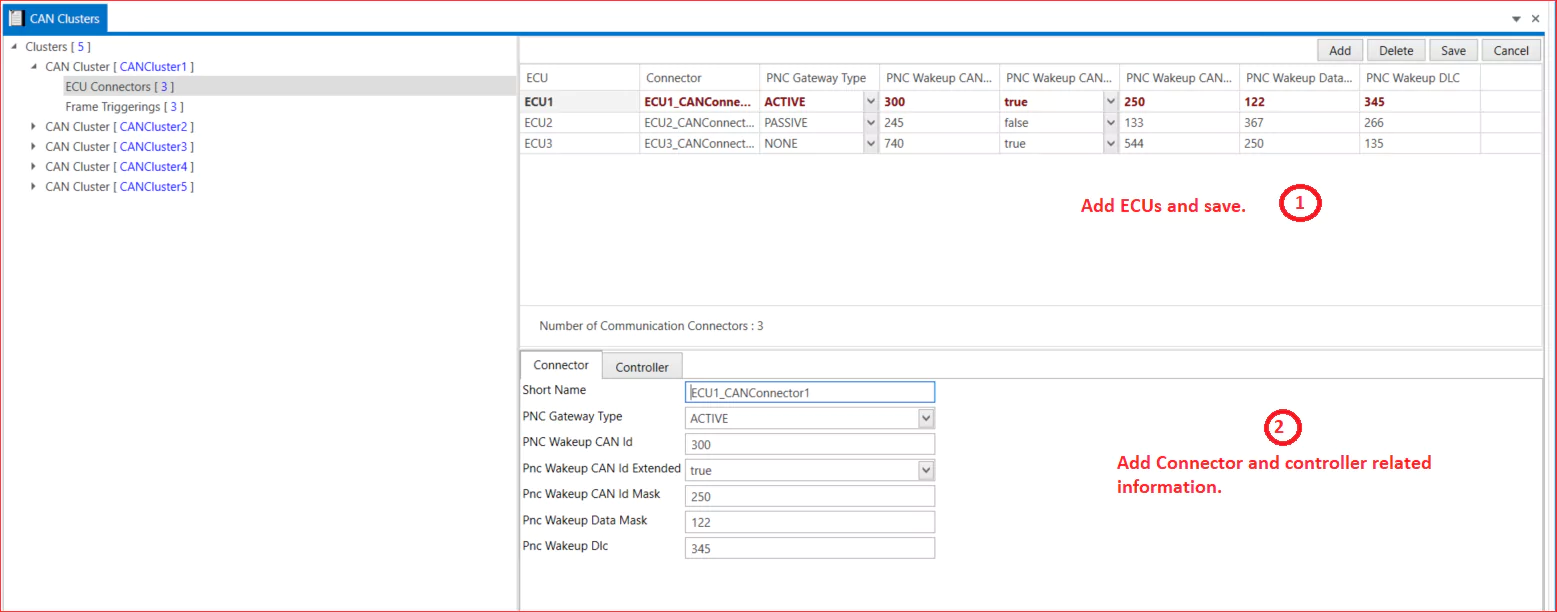 CAN Clusters
Clusters [ 5 ]
CAN Cluster [ CANCluster1 ]
ECU Connectors [ 3 ]
Frame Triggerings [ 3 ]
CAN Cluster [ CANCluster2 ]
CAN Cluster [ CANCluster3 ]
CAN Cluster [ CANCluster4 ]
CAN Cluster [ CANCluster5 ]
Add Delete Save Cancel
ECU Connector PNC Gateway Type PNC Wakeup CAN... PNC Wakeup CAN... PNC Wakeup CAN... PNC Wakeup Data... PNC Wakeup DLC
ECU1 ECU1_CANConne... ACTIVE 300 true 250 122 345
ECU2 ECU2_CANConnect... PASSIVE 245 false 133 367 266
ECU3 ECU3_CANConnect... NONE 740 true 544 250 135
Add ECUs and save. 1
Number of Communication Connectors : 3
Connector Controller
Short Name ECU1_CANConnector1
PNC Gateway Type ACTIVE
PNC Wakeup CAN Id 300
Pnc Wakeup CAN Id Extended true
Pnc Wakeup CAN Id Mask 250
Pnc Wakeup Data Mask 122
Pnc Wakeup Dlc 345
2
Add Connector and controller related
information.